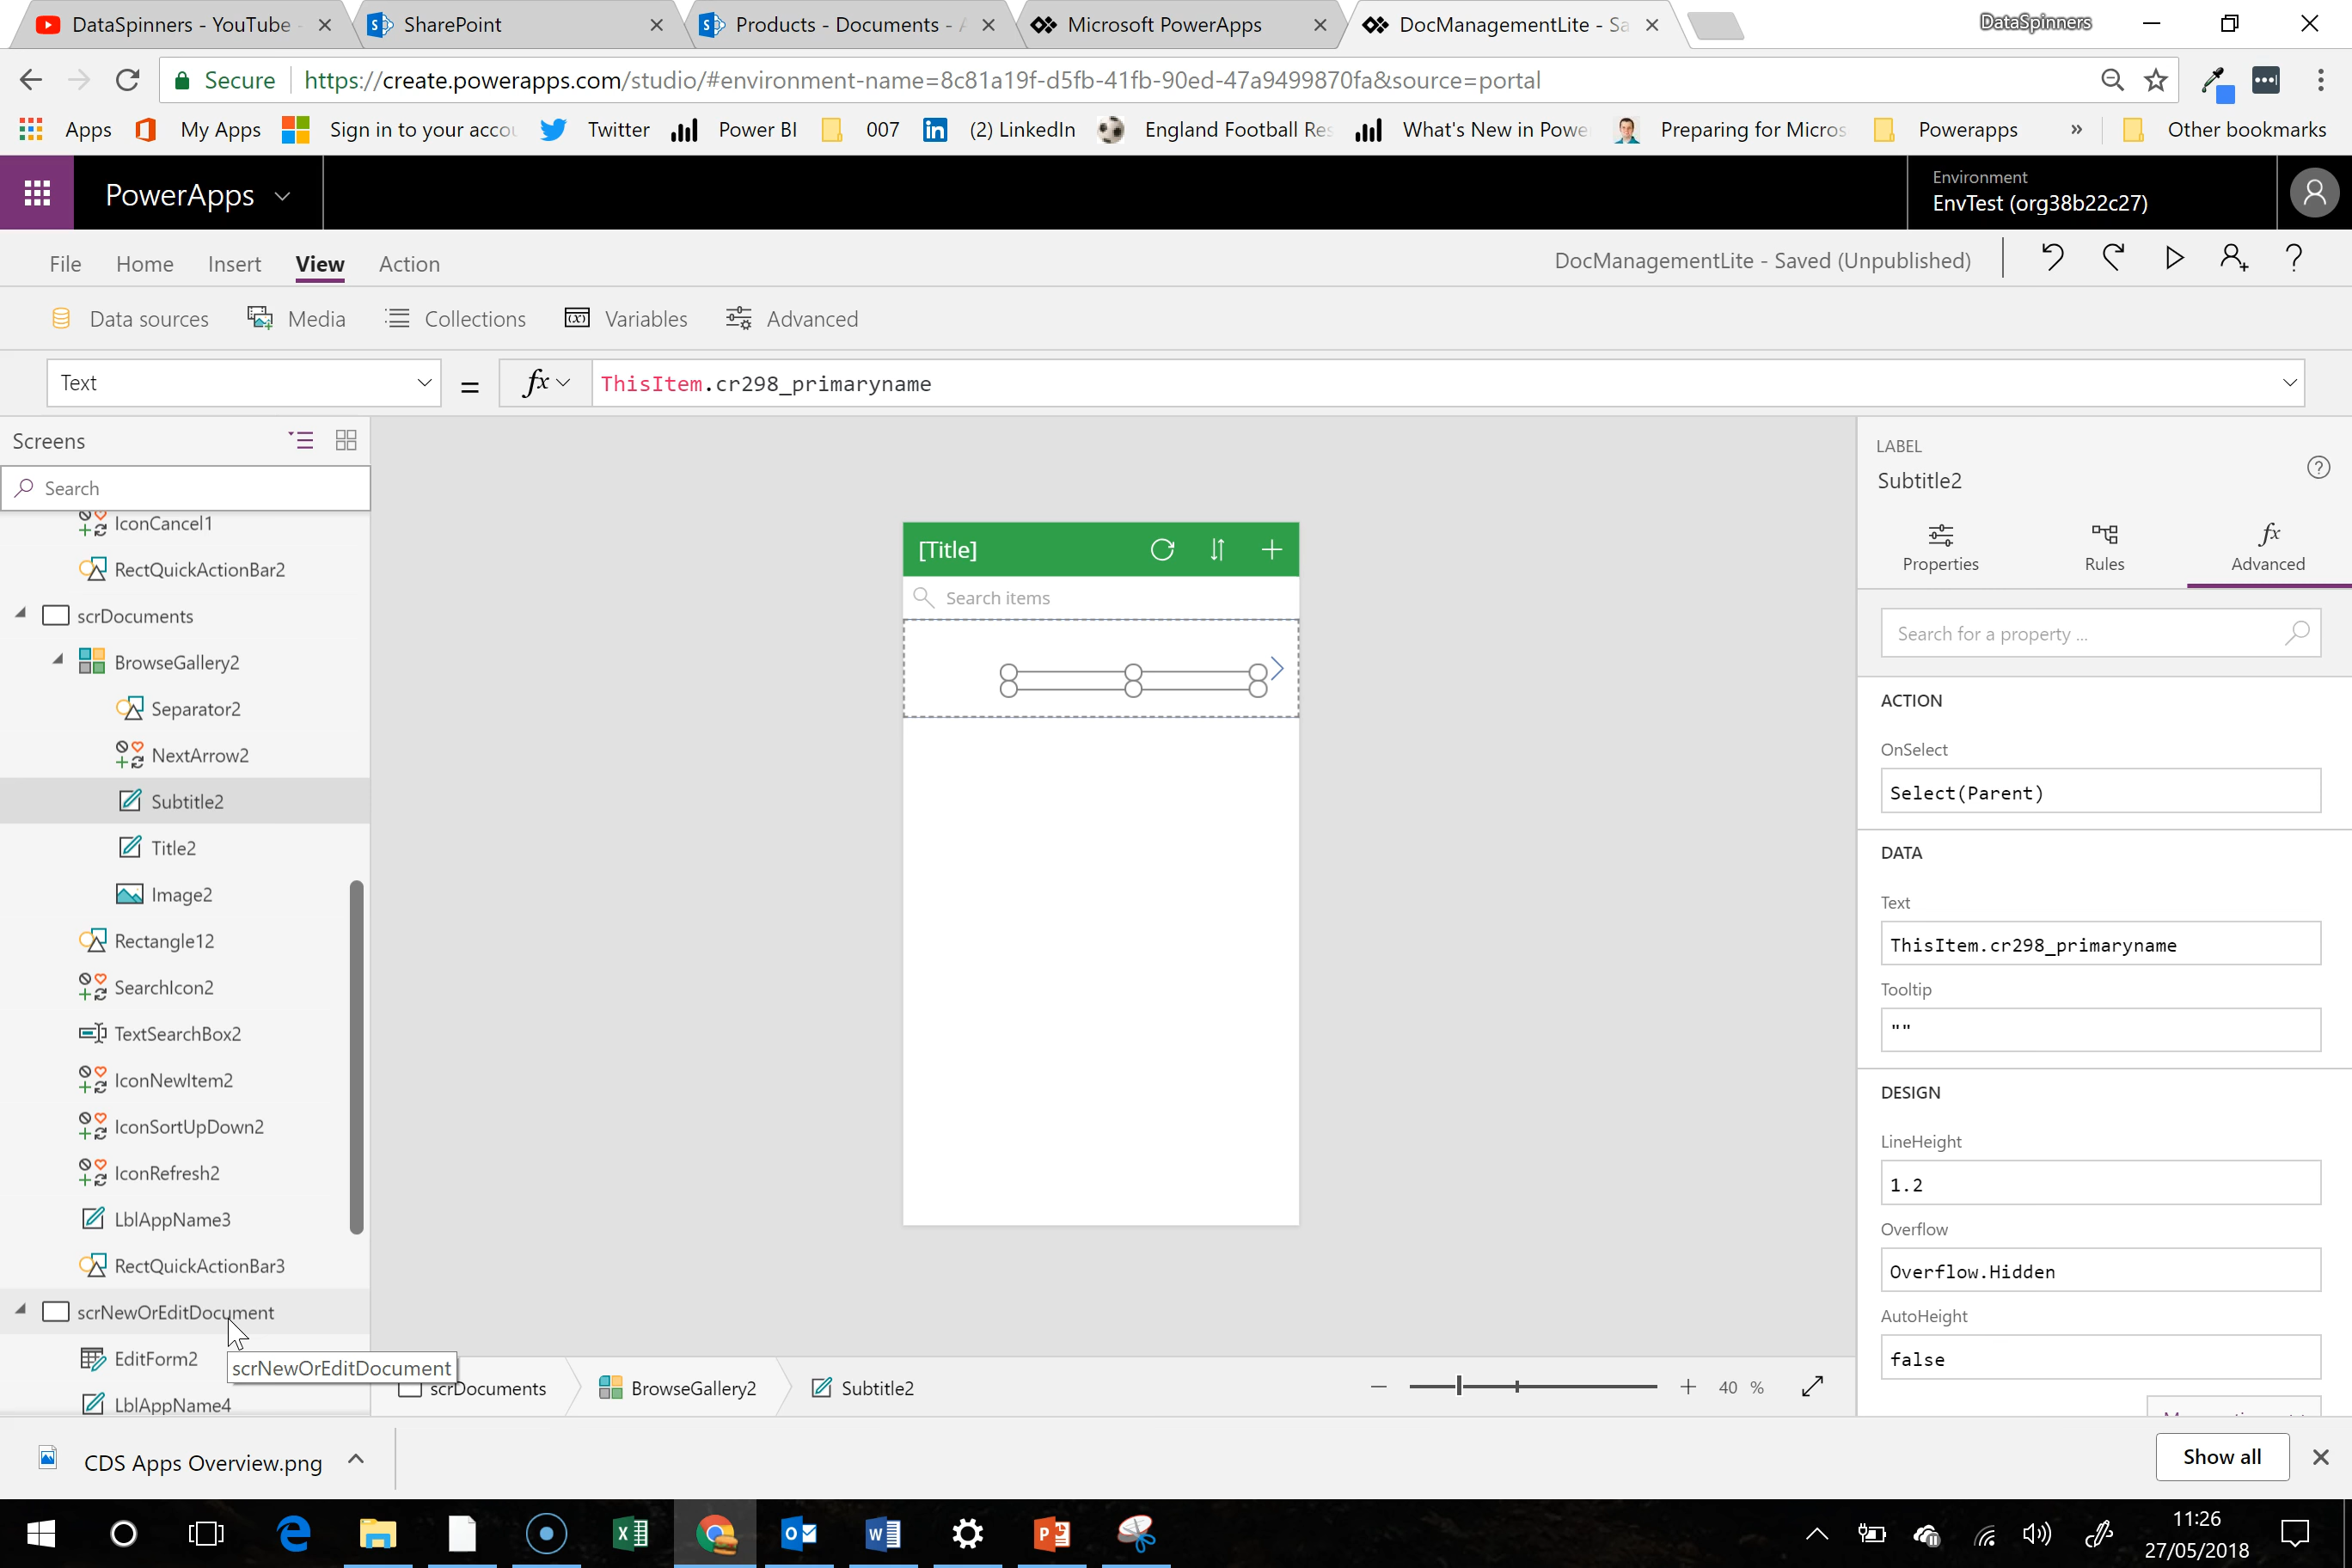 DataSpinners - YouTube
SharePoint
Products - Documents -
Microsoft PowerApps
DocManagementLite - Sa
DataSpinners
Secure
https://create.powerapps.com/studio/#environment-name=8c81a19f-d5fb-41fb-90ed-47a9499870fa&source=portal
Apps
My Apps
Sign in to your accou
Twitter
Power BI
007
(2) LinkedIn
England Football Res
What's New in Powe
Preparing for Micros
Powerapps
»
Other bookmarks
PowerApps
Environment
EnvTest (org38b22c27)
File
Home
Insert
View
Action
DocManagementLite - Saved (Unpublished)
Data sources
Media
Collections
Variables
Advanced
Text
=
fx
ThisItem.cr298_primaryname
Screens
Search
IconCancel1
RectQuickActionBar2
scrDocuments
BrowseGallery2
Separator2
NextArrow2
Subtitle2
Title2
Image2
Rectangle12
SearchIcon2
TextSearchBox2
IconNewItem2
IconSortUpDown2
IconRefresh2
LblAppName3
RectQuickActionBar3
scrNewOrEditDocument
EditForm2
scrNewOrEditDocument
LblAppName4
[Title]
Search items
scrDocuments
BrowseGallery2
Subtitle2
40 %
LABEL
Subtitle2
Properties
Rules
fx
Advanced
Search for a property ...
ACTION
OnSelect
Select(Parent)
DATA
Text
ThisItem.cr298_primaryname
Tooltip
""
DESIGN
LineHeight
1.2
Overflow
Overflow.Hidden
AutoHeight
false
CDS Apps Overview.png
Show all
11:26
27/05/2018